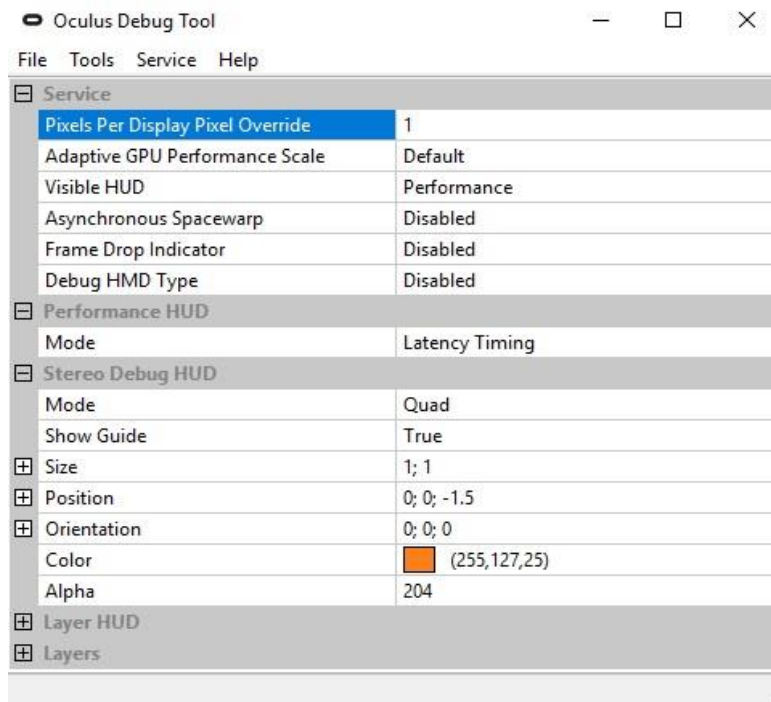 Oculus Debug Tool
File Tools Service Help
Service
Pixels Per Display Pixel Override 1
Adaptive GPU Performance Scale Default
Visible HUD Performance
Asynchronous Spacewarp Disabled
Frame Drop Indicator Disabled
Debug HMD Type Disabled
Performance HUD
Mode Latency Timing
Stereo Debug HUD
Mode Quad
Show Guide True
Size 1; 1
Position 0; 0; -1.5
Orientation 0; 0; 0
Color (255,127,25)
Alpha 204
Layer HUD
Layers